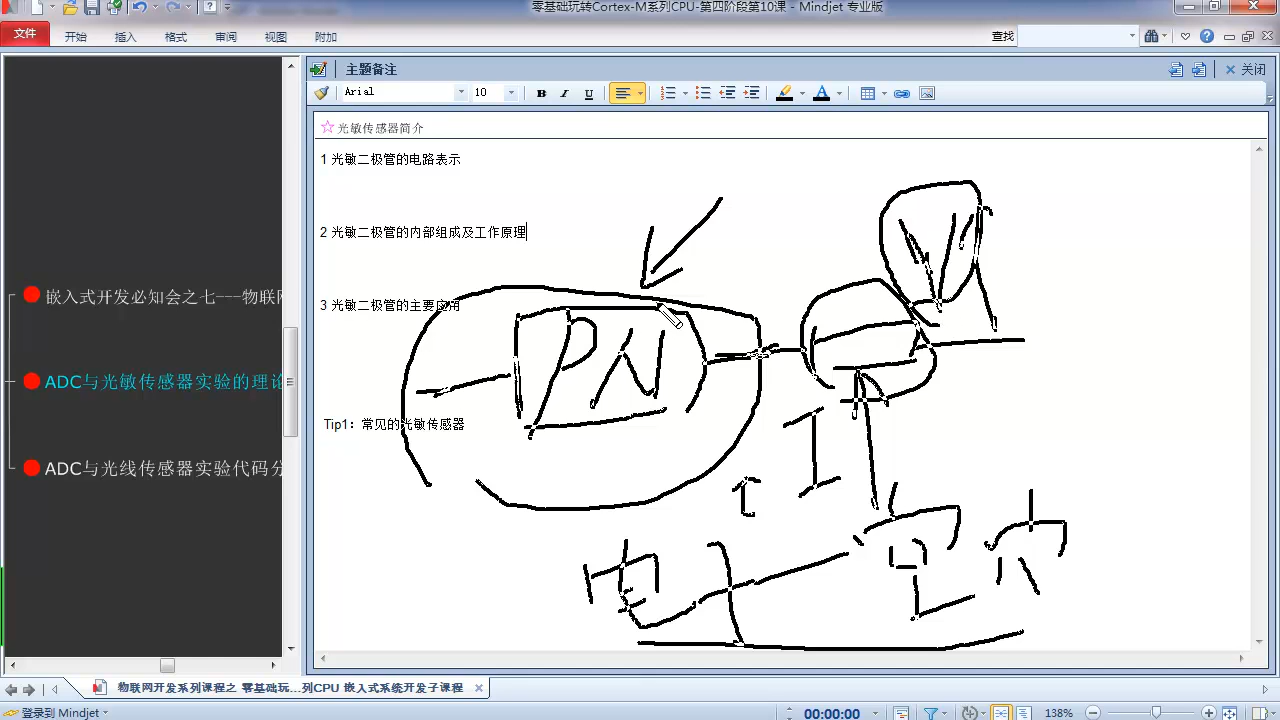 零基础玩转Cortex-M系列CPU-第四阶段第10课 - Mindjet 专业版
文件 开始 插入 格式 审阅 视图 附加 查找
主题备注 关闭
Arial 10 B I U A
光敏传感器简介
1 光敏二极管的电路表示
2 光敏二极管的内部组成及工作原理
3 光敏二极管的主要应用
PN
Tip1：常见的光敏传感器
I
电子 空穴
嵌入式开发必知会之七---物联网
ADC与光敏传感器实验的理论
ADC与光线传感器实验代码分
物联网开发系列课程之 零基础玩...列CPU 嵌入式系统开发子课程
登录到 Mindjet 00:00:00 138%